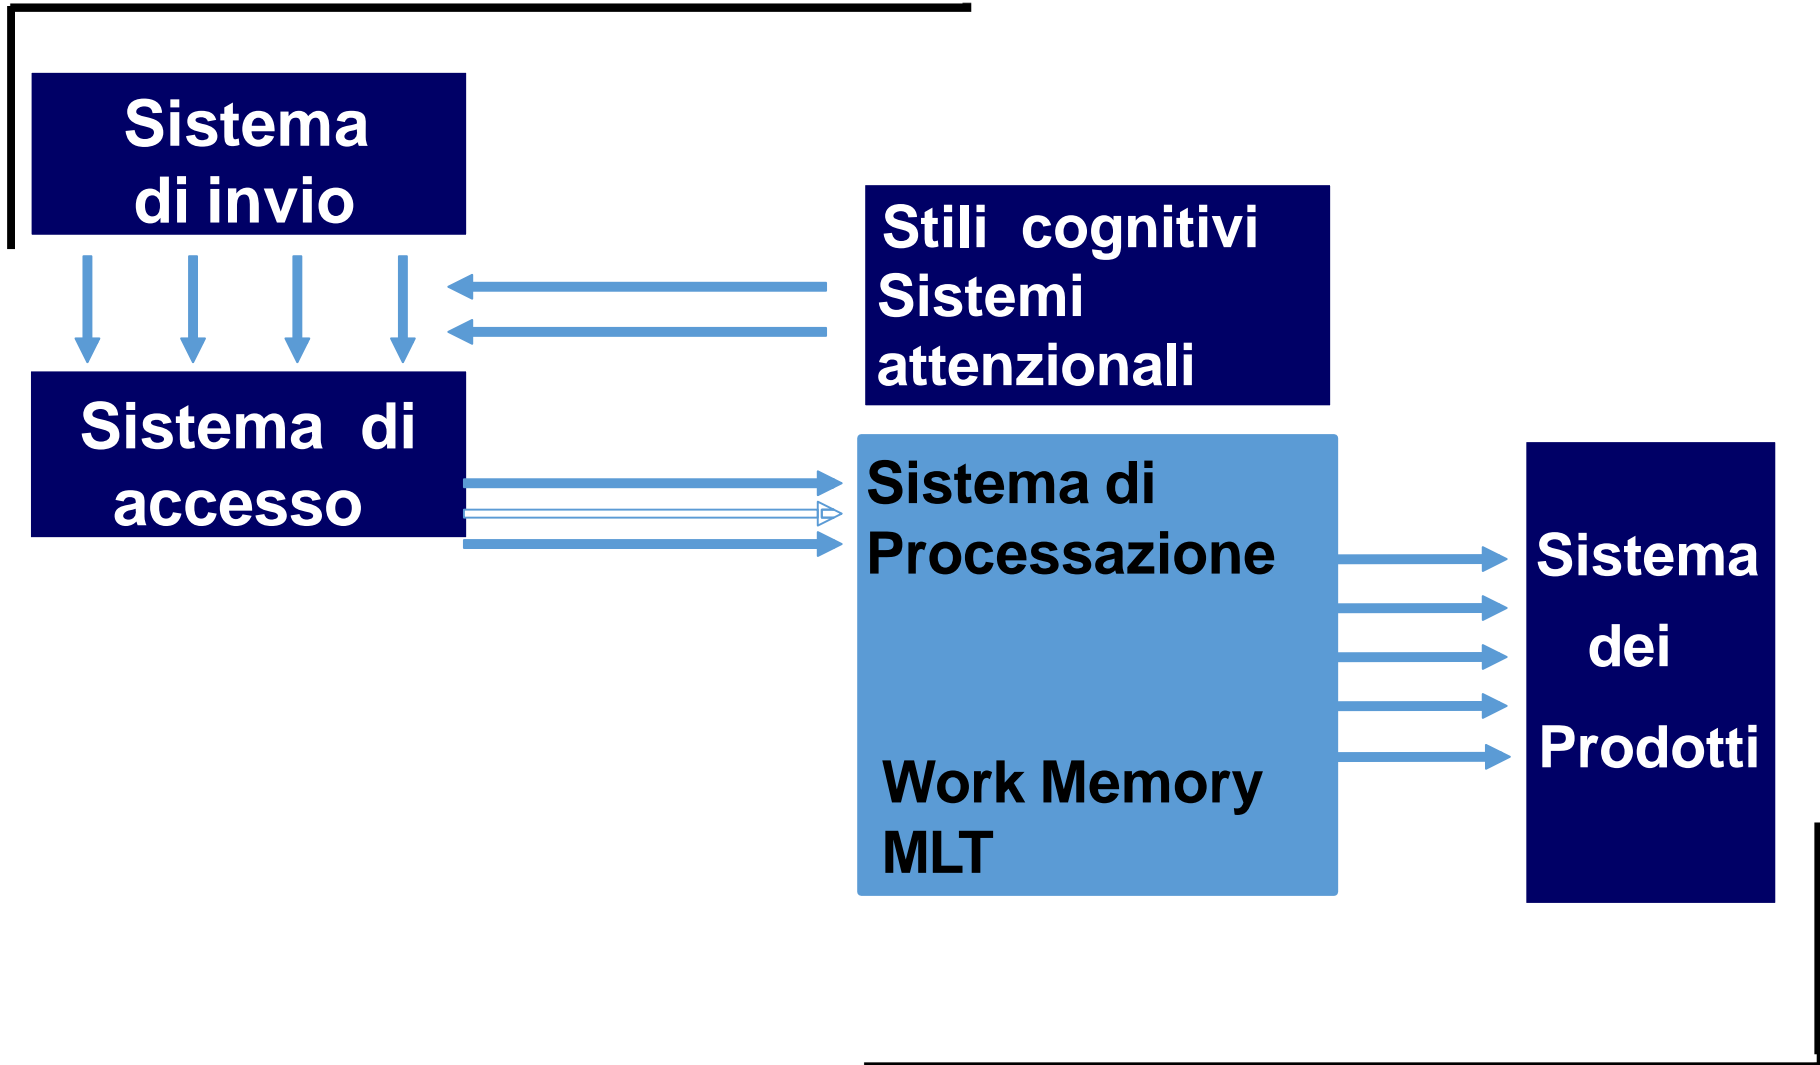 Sistema
di invio
Stili cognitivi
Sistemi
attenzionali
Sistema di
accesso
Sistema di
Processazione
Work Memory
MLT
Sistema
dei
Prodotti